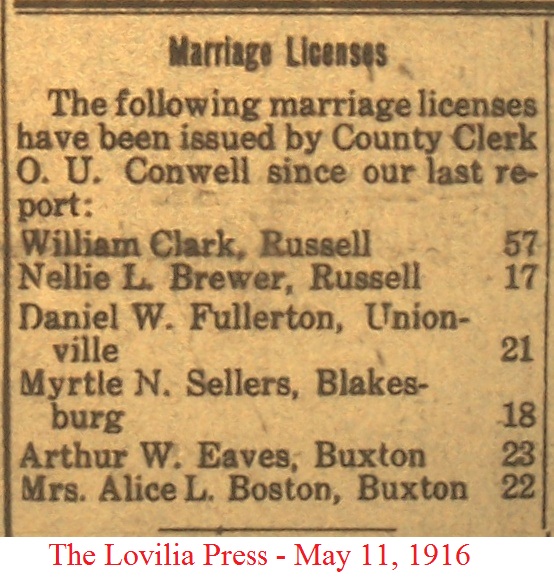 Marriage Licenses
The following marriage licenses
have been issued by County Clerk
O. U. Conwell since our last re-
port:
William Clark, Russell 57
Nellie L. Brewer, Russell 17
Daniel W. Fullerton, Union-
ville 21
Myrtle N. Sellers, Blakes-
burg 18
Arthur W. Eaves, Buxton 23
Mrs. Alice L. Boston, Buxton 22
The Lovilia Press - May 11, 1916